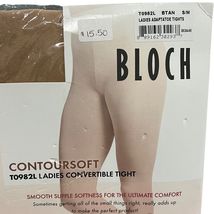 T0982L BTAN S/M
LADIES ADAPTATOE TIGHTS
$15.50
BLOCH
CONTOURSOFT
T0982L LADIES CONVERTIBLE TIGHT
SMOOTH SUPPLE SOFTNESS FOR THE ULTIMATE COMFORT
Sometimes getting all of the small things right, really adds up
to make the perfect product!